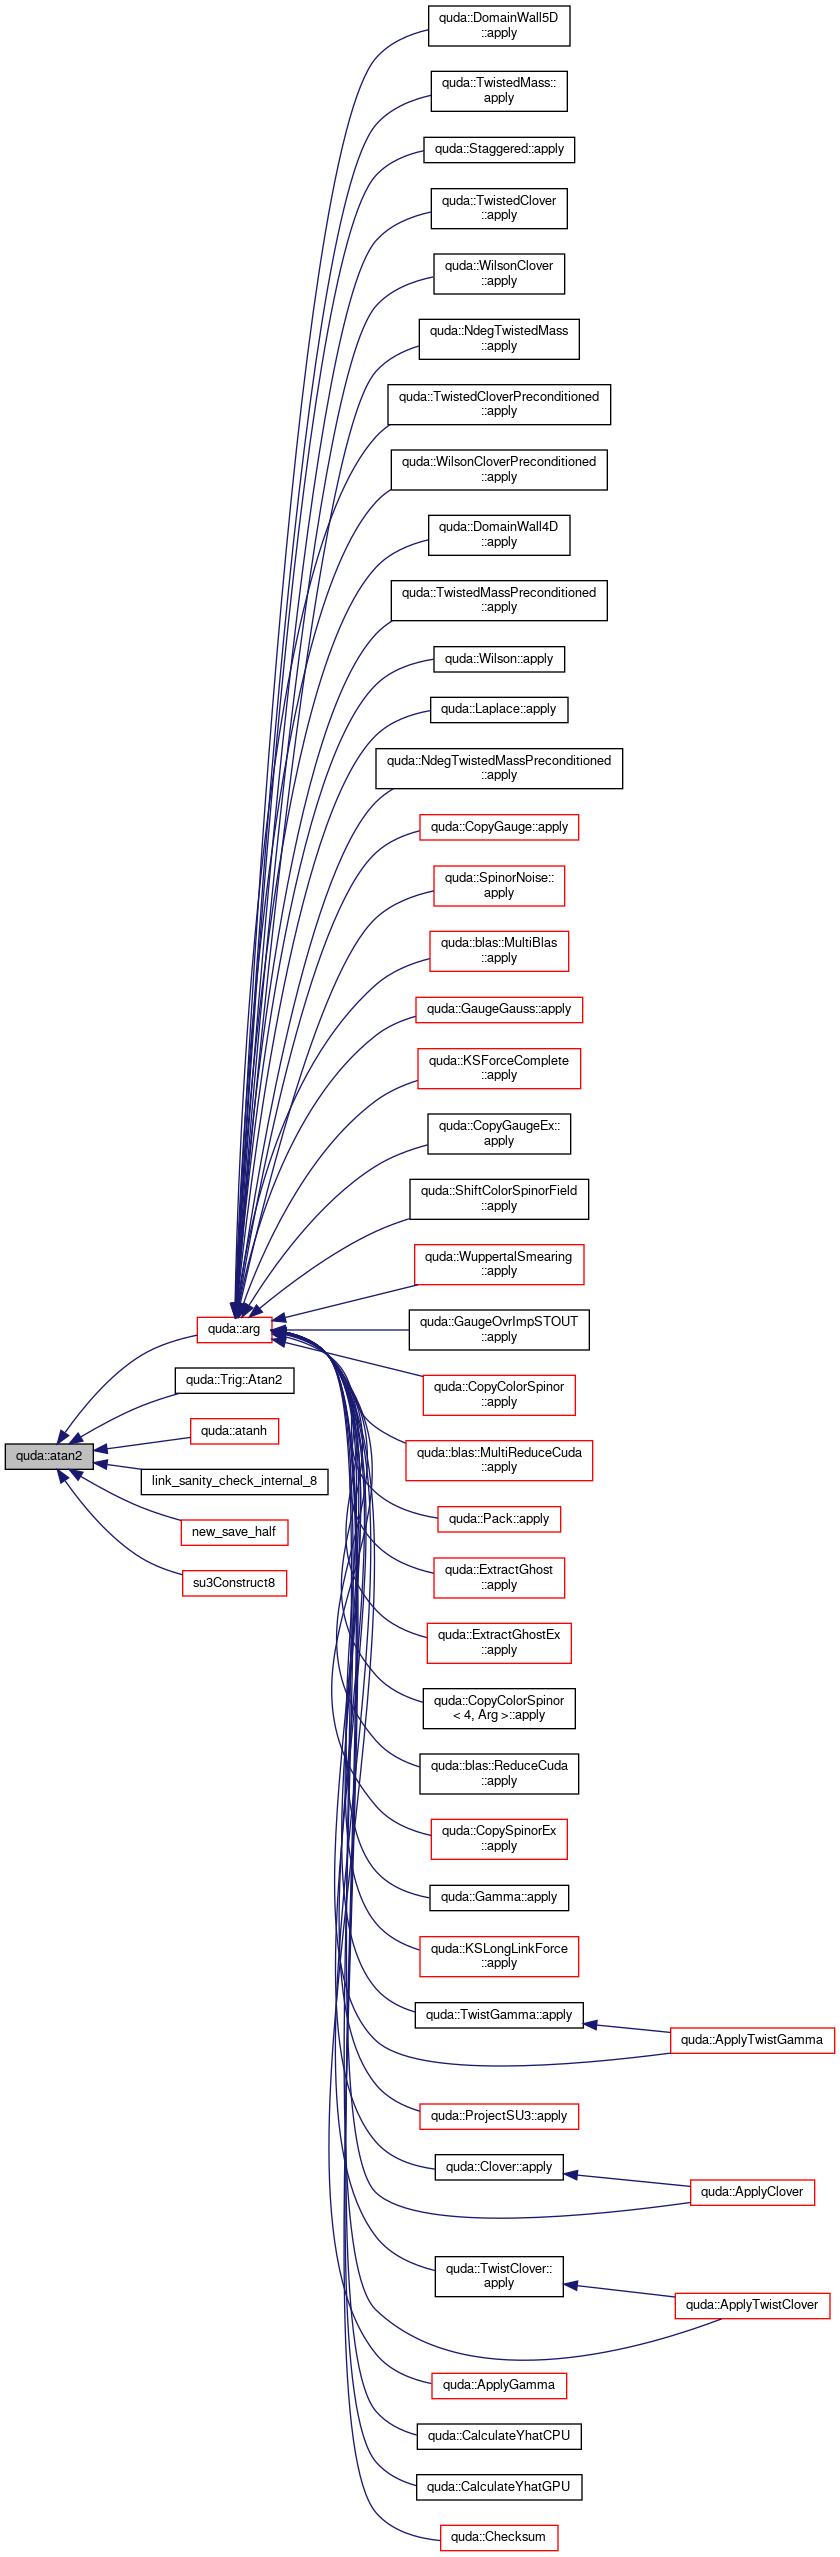 quda::DomainWall5D
::apply
quda::TwistedMass::
apply
quda::Staggered::apply
quda::TwistedClover
::apply
quda::WilsonClover
::apply
quda::NdegTwistedMass
::apply
quda::TwistedCloverPreconditioned
::apply
quda::WilsonCloverPreconditioned
::apply
quda::DomainWall4D
::apply
quda::TwistedMassPreconditioned
::apply
quda::Wilson::apply
quda::Laplace::apply
quda::NdegTwistedMassPreconditioned
::apply
quda::CopyGauge::apply
quda::SpinorNoise::
apply
quda::blas::MultiBlas
::apply
quda::GaugeGauss::apply
quda::KSForceComplete
::apply
quda::CopyGaugeEx::
apply
quda::ShiftColorSpinorField
::apply
quda::WuppertalSmearing
::apply
quda::GaugeOvrImpSTOUT
::apply
quda::arg
quda::Trig::Atan2
quda::CopyColorSpinor
::apply
quda::atanh
quda::atan2
quda::blas::MultiReduceCuda
::apply
link_sanity_check_internal_8
quda::Pack::apply
new_save_half
quda::ExtractGhost
::apply
su3Construct8
quda::ExtractGhostEx
::apply
quda::CopyColorSpinor
< 4, Arg >::apply
quda::blas::ReduceCuda
::apply
quda::CopySpinorEx
::apply
quda::Gamma::apply
quda::KSLongLinkForce
::apply
quda::TwistGamma::apply
quda::ApplyTwistGamma
quda::ProjectSU3::apply
quda::Clover::apply
quda::ApplyClover
quda::TwistClover::
apply
quda::ApplyTwistClover
quda::ApplyGamma
quda::CalculateYhatCPU
quda::CalculateYhatGPU
quda::Checksum